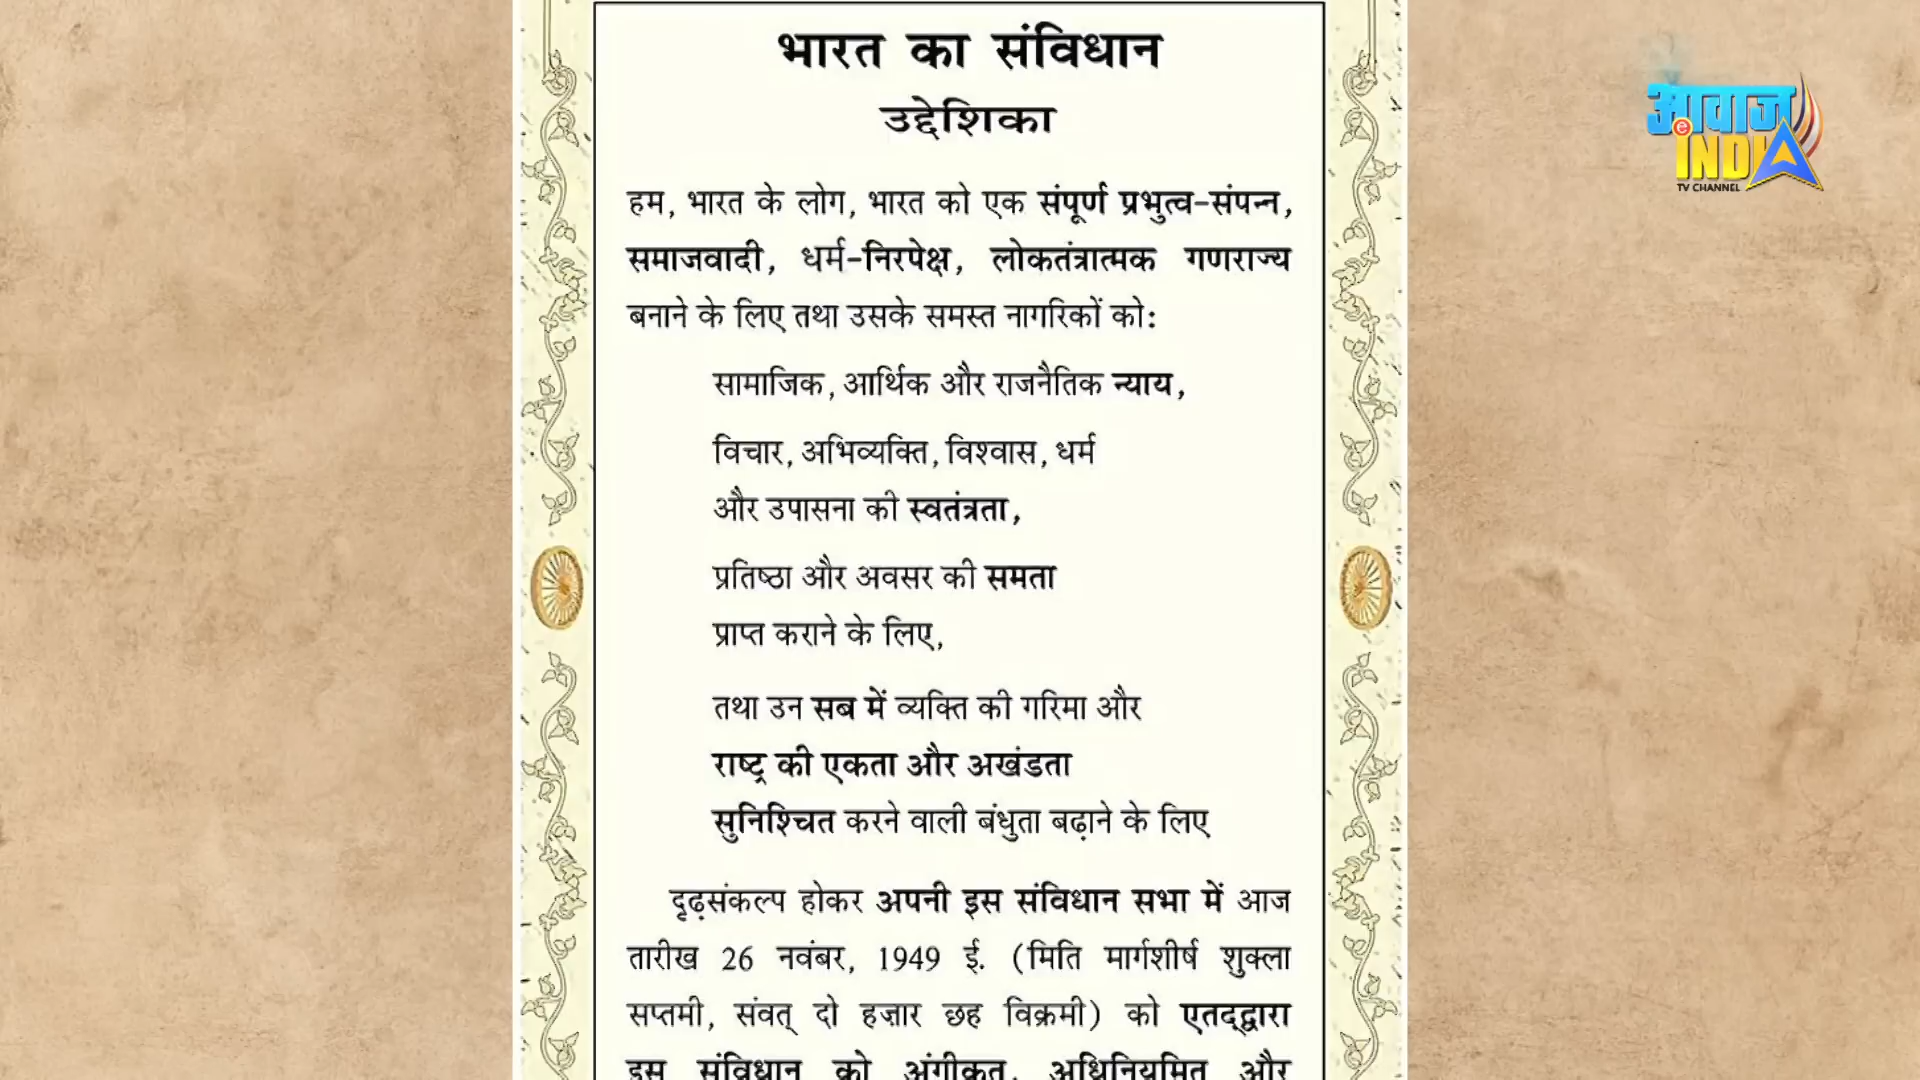 भारत का संविधान
उद्देशिका
हम, भारत के लोग, भारत को एक संपूर्ण प्रभुत्व-संपन्न,
समाजवादी, धर्म-निरपेक्ष, लोकतंत्रात्मक गणराज्य
बनाने के लिए तथा उसके समस्त नागरिकों को:
सामाजिक, आर्थिक और राजनैतिक न्याय,
विचार, अभिव्यक्ति, विश्वास, धर्म
और उपासना की स्वतंत्रता,
प्रतिष्ठा और अवसर की समता
प्राप्त कराने के लिए,
तथा उन सब में व्यक्ति की गरिमा और
राष्ट्र की एकता और अखंडता
सुनिश्चित करने वाली बंधुता बढ़ाने के लिए
दृढ़संकल्प होकर अपनी इस संविधान सभा में आज
तारीख 26 नवंबर, 1949 ई. (मिति मार्गशीर्ष शुक्ला
सप्तमी, संवत् दो हज़ार छह विक्रमी) को एतद्द्वारा
इस संविधान को अंगीकृत, अधिनियमित और
आवाज
e
INDIA
TV CHANNEL